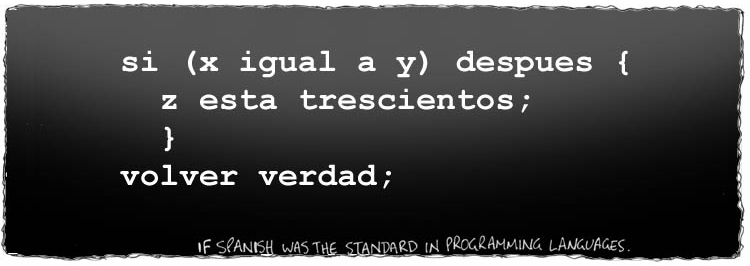 si (x igual a y) despues {
z esta trescientos;
}
volver verdad;
IF SPANISH WAS THE STANDARD IN PROGRAMMING LANGUAGES.